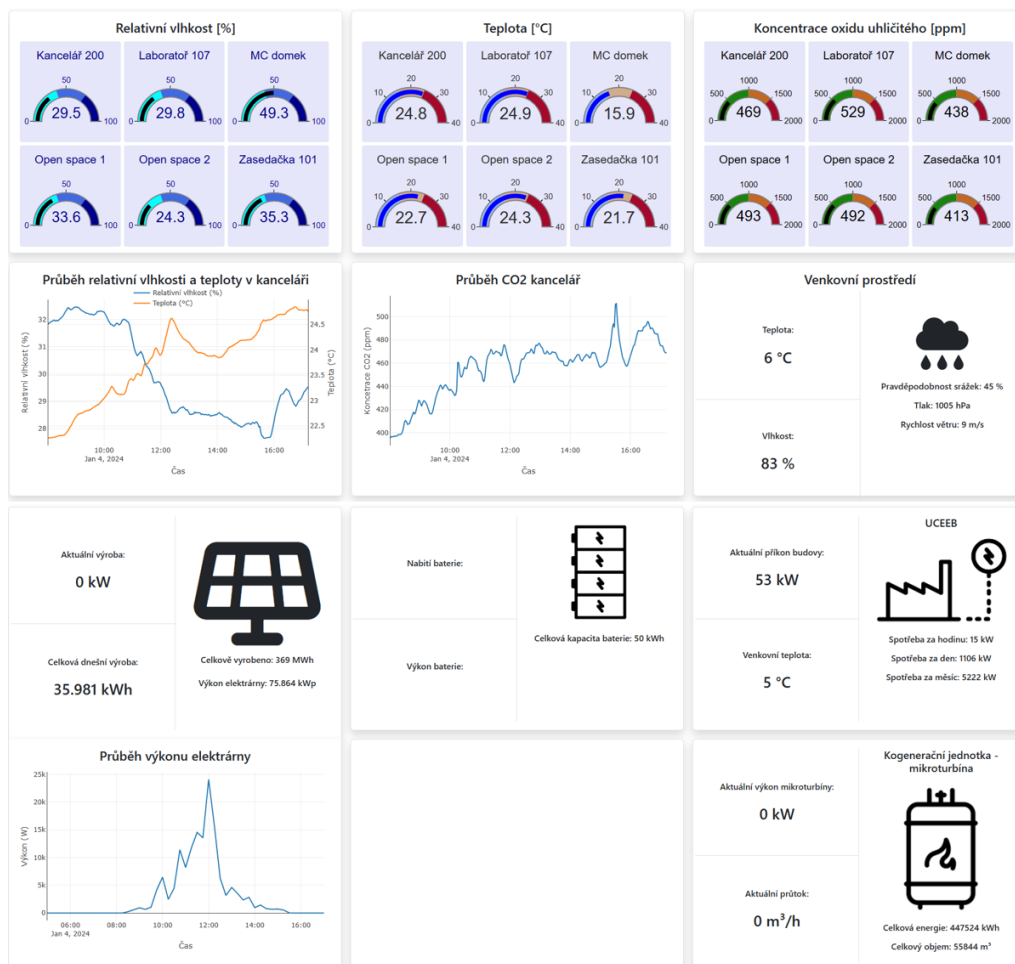 Relativní vlhkost [%]
Kancelář 200
50
0
100
29.5
Laboratoř 107
50
0
100
29.8
MC domek
50
0
100
49.3
Open space 1
50
0
100
33.6
Open space 2
50
0
100
24.3
Zasedačka 101
50
0
100
35.3
Teplota [°C]
Kancelář 200
20
10
30
0
40
24.8
Laboratoř 107
20
10
30
0
40
24.9
MC domek
20
10
30
0
40
15.9
Open space 1
20
10
30
0
40
22.7
Open space 2
20
10
30
0
40
24.3
Zasedačka 101
20
10
30
0
40
21.7
Koncentrace oxidu uhličitého [ppm]
Kancelář 200
1000
500
1500
0
2000
469
Laboratoř 107
1000
500
1500
0
2000
529
MC domek
1000
500
1500
0
2000
438
Open space 1
1000
500
1500
0
2000
493
Open space 2
1000
500
1500
0
2000
492
Zasedačka 101
1000
500
1500
0
2000
413
Průběh relativní vlhkosti a teploty v kanceláři
Relativní vlhkost (%)
Teplota (°C)
32
31
30
29
28
Relativní vlhkost (%)
24.5
24
23.5
23
22.5
Teplota (°C)
10:00 12:00 14:00 16:00
Jan 4, 2024
Čas
Průběh CO2 kancelář
500
480
460
440
420
400
Koncetrace CO2 (ppm)
10:00 12:00 14:00 16:00
Jan 4, 2024
Čas
Venkovní prostředí
Teplota:
6 °C
Vlhkost:
83 %
Pravděpodobnost srážek: 45 %
Tlak: 1005 hPa
Rychlost větru: 9 m/s
Aktuální výroba:
0 kW
Celková dnešní výroba:
35.981 kWh
Celkově vyrobeno: 369 MWh
Výkon elektrárny: 75.864 kWp
Nabití baterie:
Výkon baterie:
Celková kapacita baterie: 50 kWh
UCEEB
Aktuální příkon budovy:
53 kW
Venkovní teplota:
5 °C
Spotřeba za hodinu: 15 kW
Spotřeba za den: 1106 kW
Spotřeba za měsíc: 5222 kW
Průběh výkonu elektrárny
25k
20k
15k
10k
5k
0
Výkon (W)
06:00 08:00 10:00 12:00 14:00 16:00
Jan 4, 2024
Čas
Kogenerační jednotka -
mikroturbína
Aktuální výkon mikroturbíny:
0 kW
Aktuální průtok:
0 m³/h
Celková energie: 447524 kWh
Celkový objem: 55844 m³